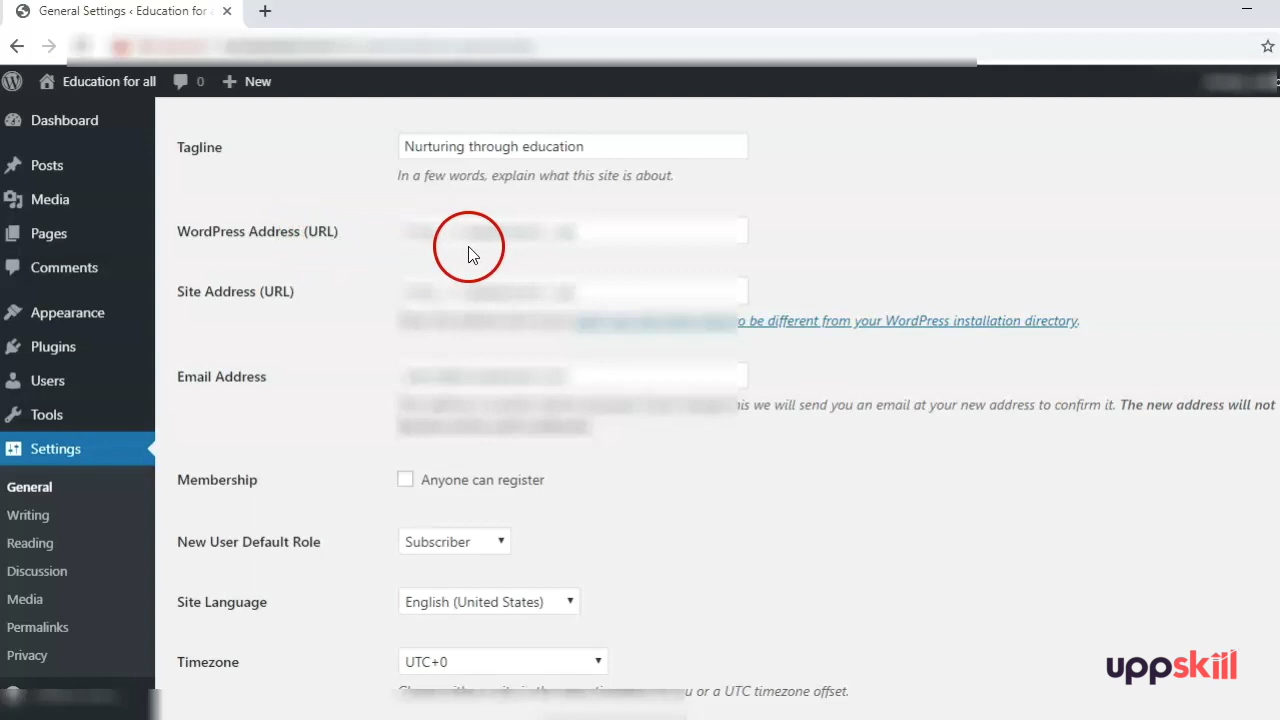 General Settings ‹ Education for
Education for all
0
New
Dashboard
Posts
Media
Pages
Comments
Appearance
Plugins
Users
Tools
Settings
General
Writing
Reading
Discussion
Media
Permalinks
Privacy
Tagline
Nurturing through education
In a few words, explain what this site is about.
WordPress Address (URL)
Site Address (URL)
to be different from your WordPress installation directory.
Email Address
this we will send you an email at your new address to confirm it. The new address will not
Membership
Anyone can register
New User Default Role
Subscriber
Site Language
English (United States)
Timezone
UTC+0
or a UTC timezone offset.
uppskill